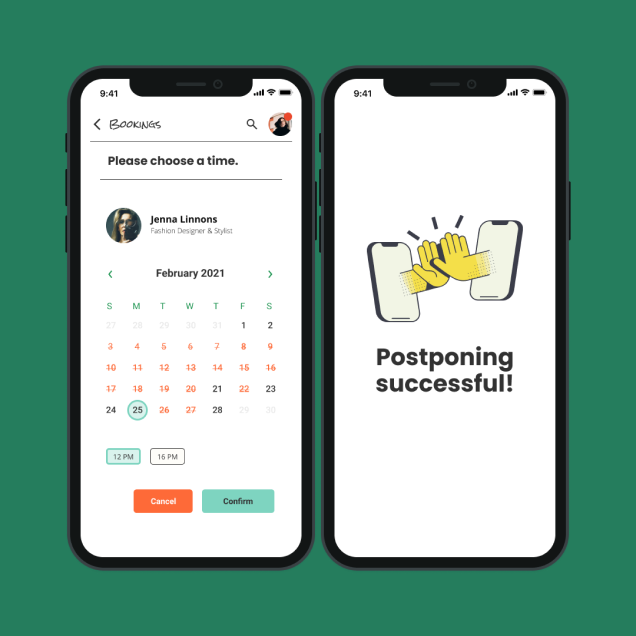 9:41
Bookings
Please choose a time.
Jenna Linnons
Fashion Designer & Stylist
February 2021
S M T W T F S
27 28 29 30 31 1 2
3 4 5 6 7 8 9
10 11 12 13 14 15 16
17 18 19 20 21 22 23
24 25 26 27 28 29 30
12 PM 16 PM
Cancel Confirm
9:41
Postponing
successful!